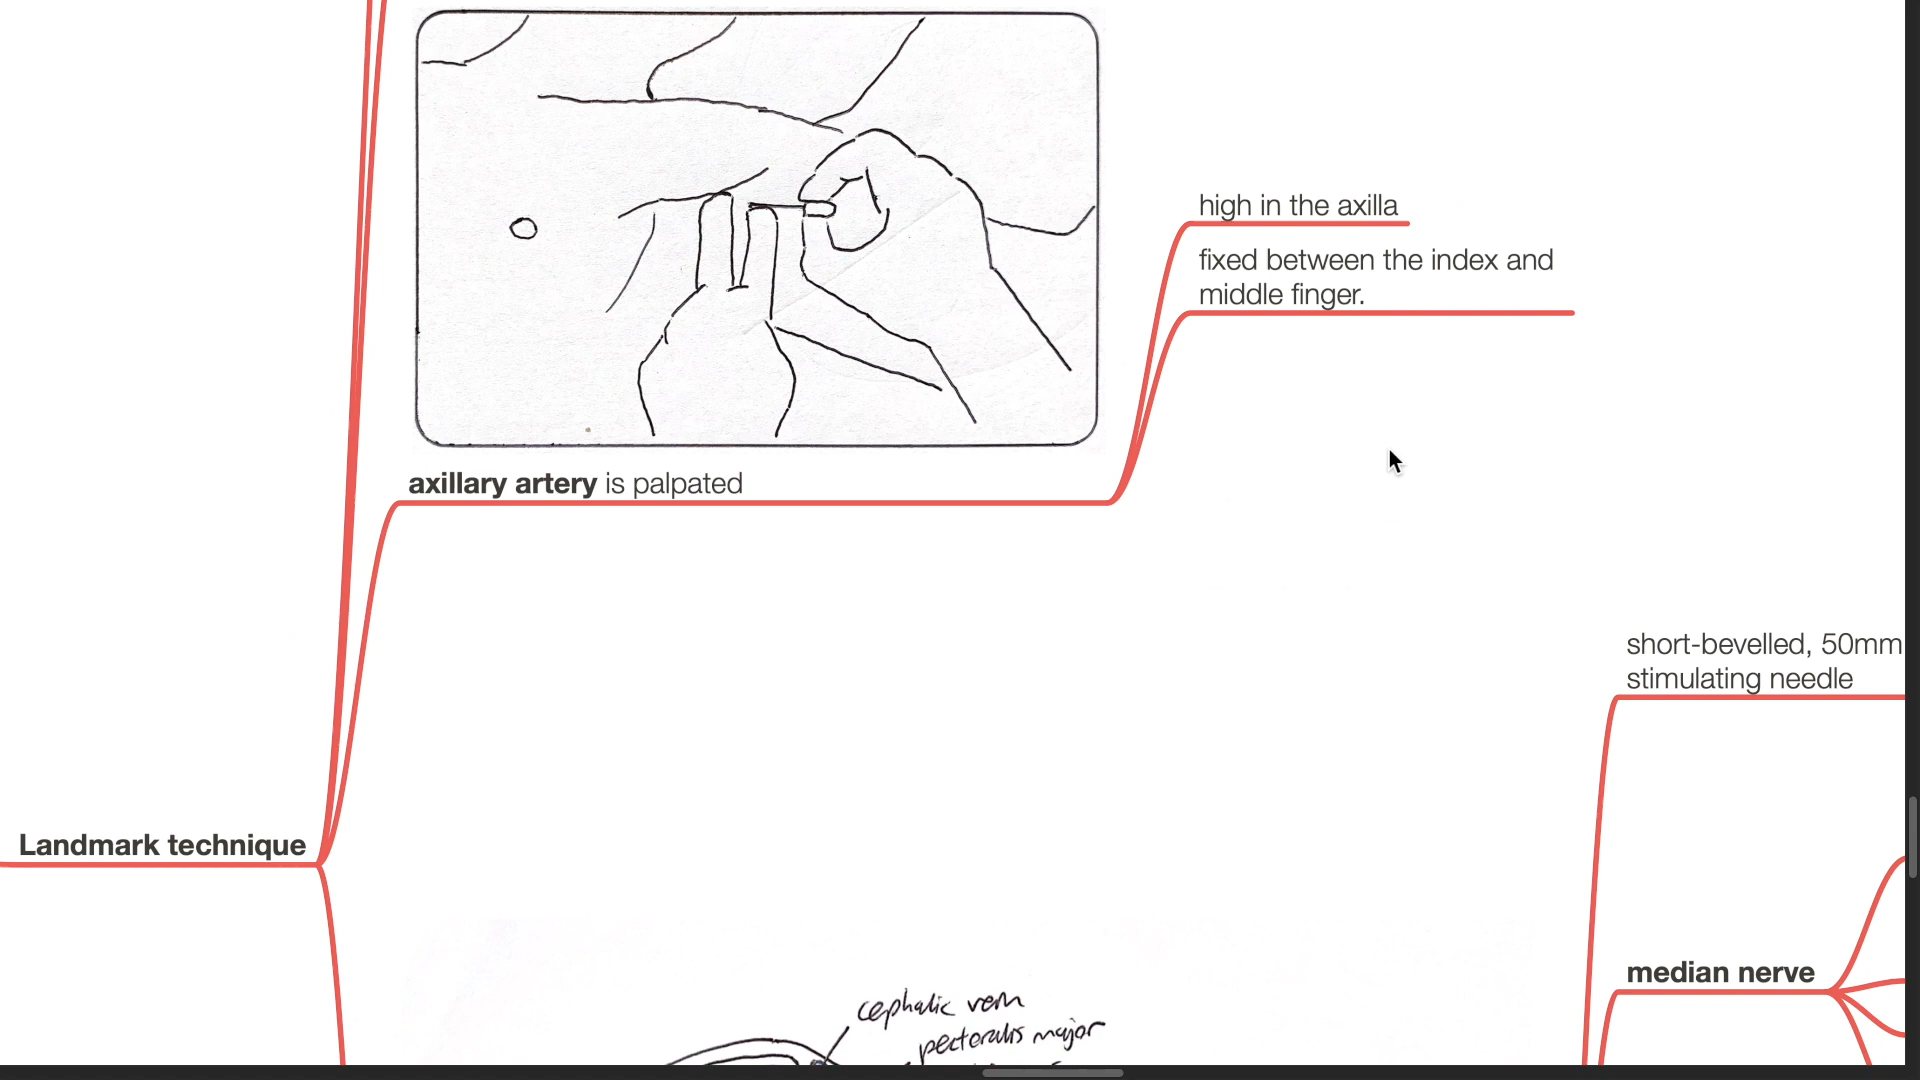 high in the axilla
fixed between the index and
middle finger.
axillary artery is palpated
short-bevelled, 50mm
stimulating needle
Landmark technique
median nerve
cephalic vein
pectoralis major